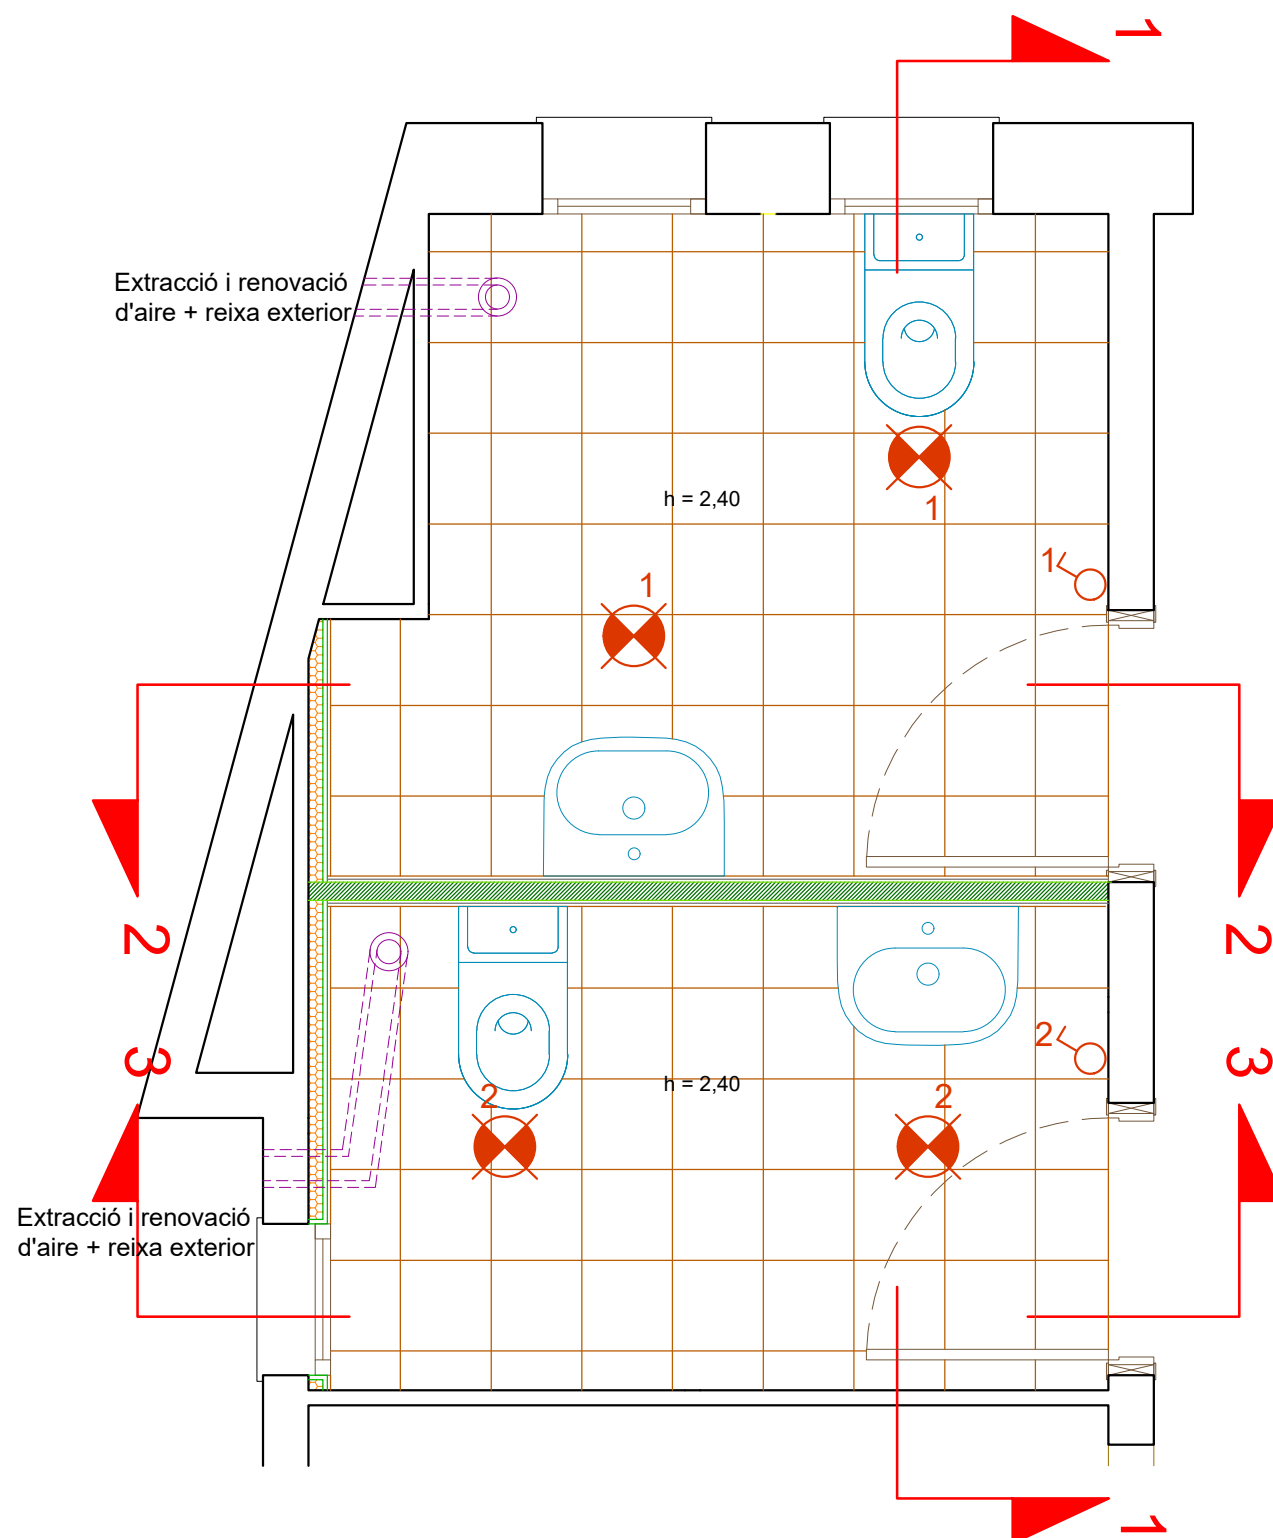 1
Extracció i renovació
d'aire + reixa exterior
h = 2,40
1
1
1
2
2
3
3
2
h = 2,40
2
2
Extracció i renovació
d'aire + reixa exterior
1